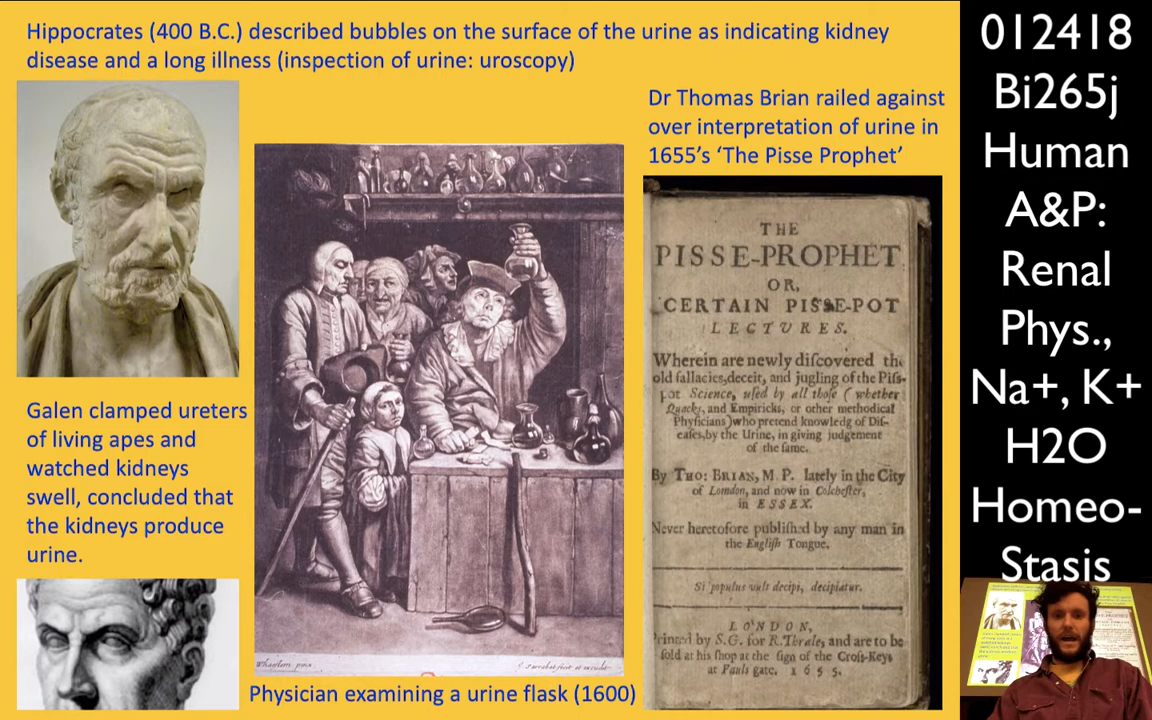 Hippocrates (400 B.C.) described bubbles on the surface of the urine as indicating kidney
disease and a long illness (inspection of urine: uroscopy)
Dr Thomas Brian railed against
over interpretation of urine in
1655’s ‘The Pisse Prophet’
THE
PISSE-PROPHET
OR,
CERTAIN PISSE-POT
LECTURES.
Wherein are newly diſcovered the
old fallacies,deceit, and jugling of the Piſs-
pot Science, uſed by all thoſe ( whether
Quacks, and Empiricks, or other methodical
Phyſicians)who pretend knowledg of Diſ-
eaſes,by the Urine, in giving judgement
of the ſame.
By THO: BRIAN, M. P. lately in the City
of London, and now in Colcheſter,
in ESSEX.
Never heretofore publiſhed by any man in
the Engliſh Tongue.
Si populus vult decipi, decipiatur.
LONDON,
Printed by S.G. for R.Thrale, and are to be
ſold at his ſhop at the ſign of the Croſs-Keys
at Pauls gate. 1655.
Galen clamped ureters
of living apes and
watched kidneys
swell, concluded that
the kidneys produce
urine.
Physician examining a urine flask (1600)
012418
Bi265j
Human
A&P:
Renal
Phys.,
Na+, K+
H2O
Homeo-
Stasis